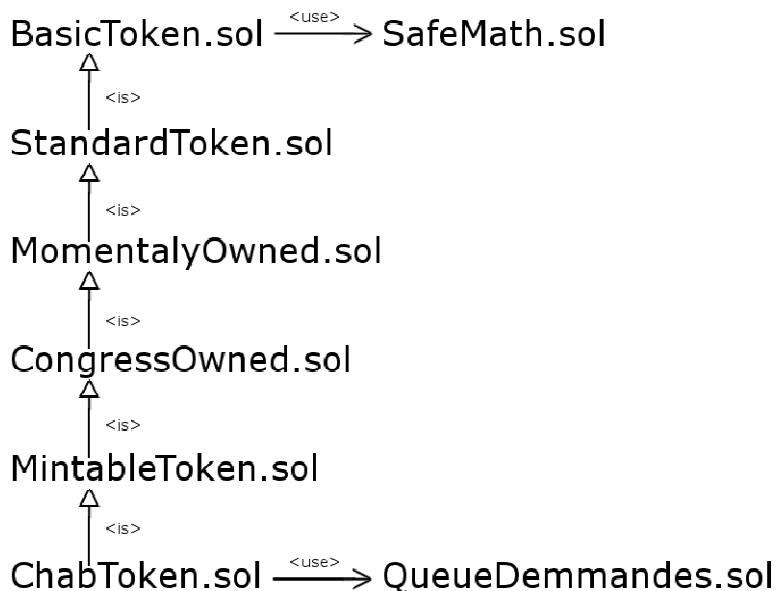 BasicToken.sol <use> SafeMath.sol
<is>
StandardToken.sol
<is>
MomentalyOwned.sol
<is>
CongressOwned.sol
<is>
MintableToken.sol
<is>
ChabToken.sol <use> QueueDemmandes.sol